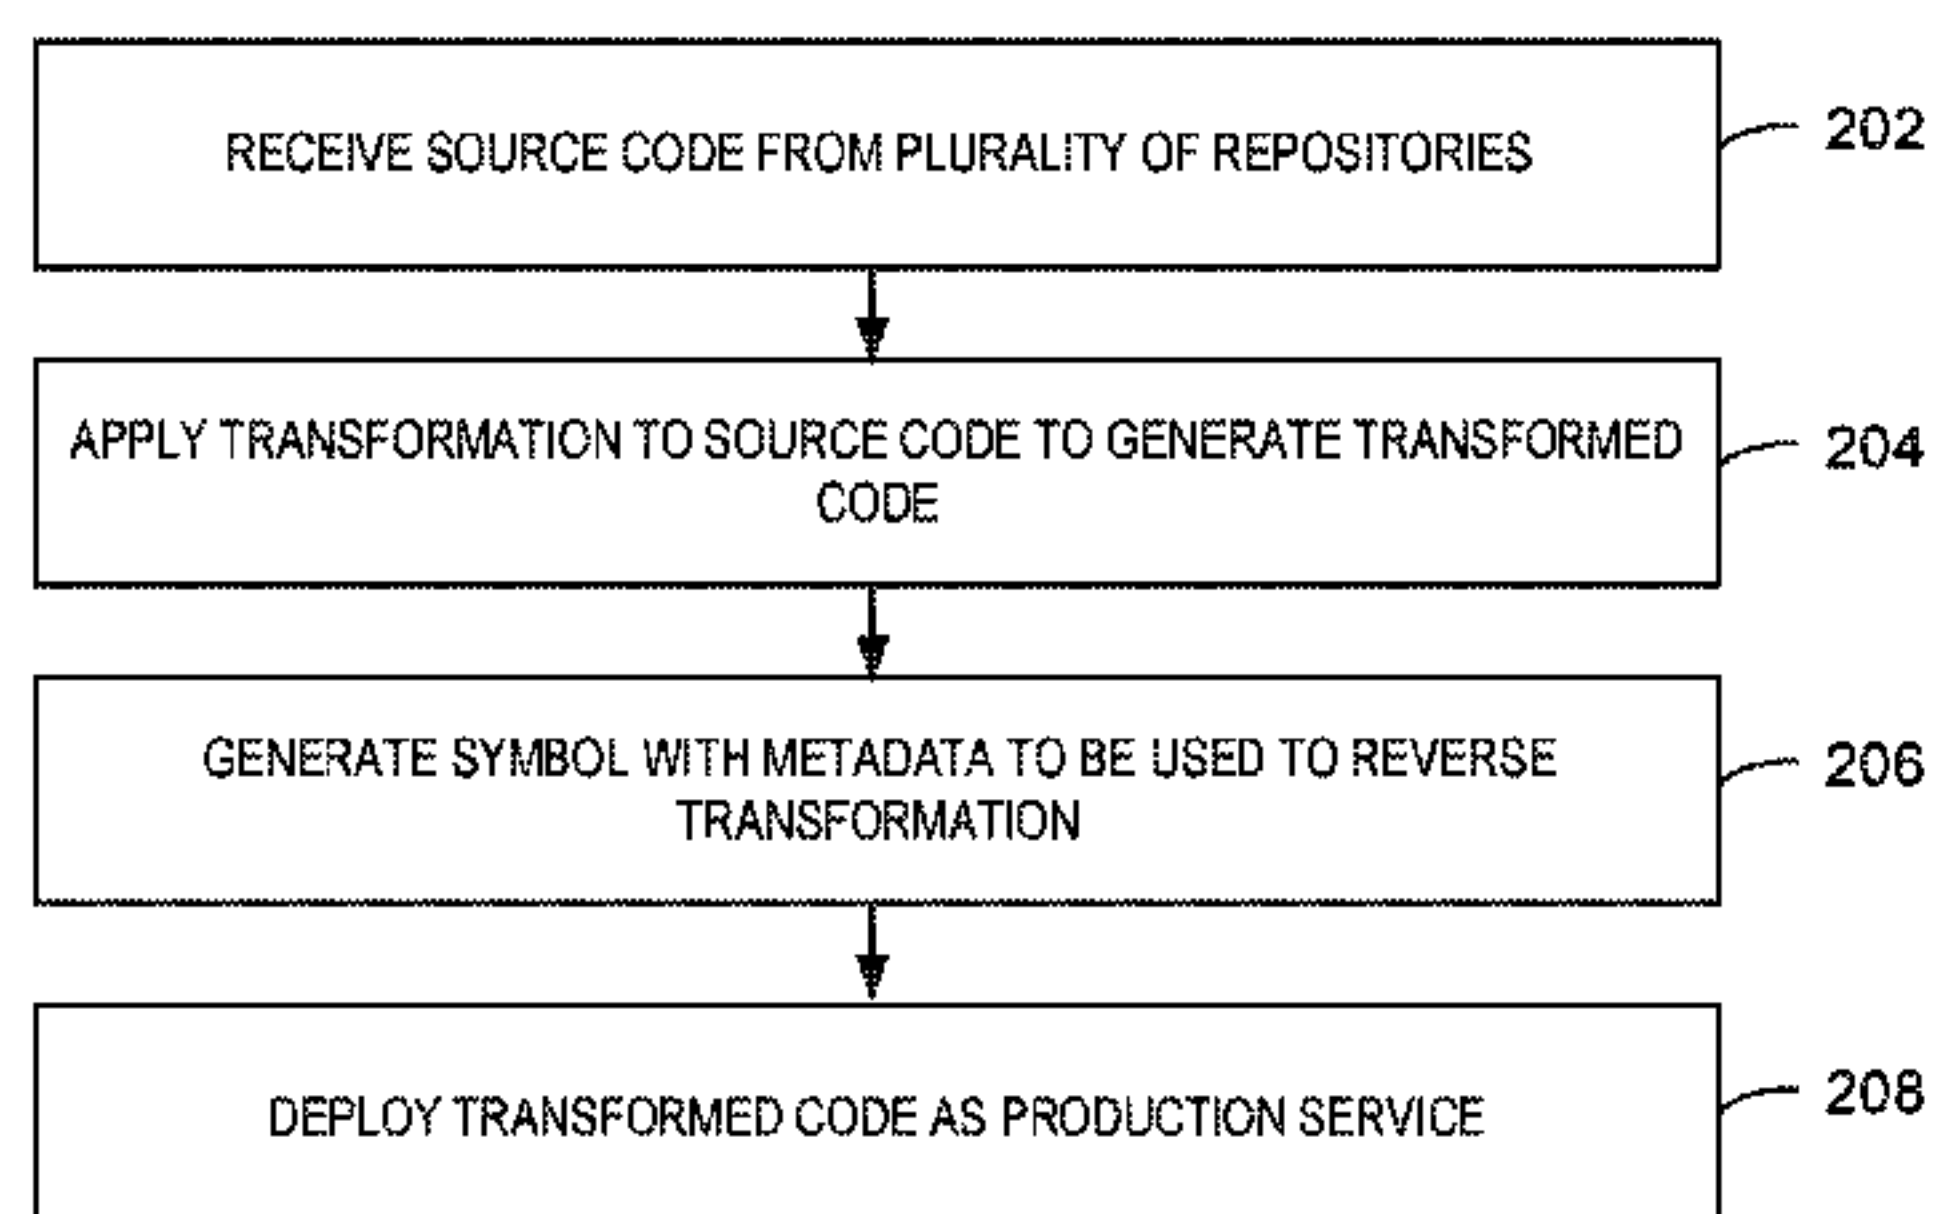 RECEIVE SOURCE CODE FROM PLURALITY OF REPOSITORIES
202
APPLY TRANSFORMATION TO SOURCE CODE TO GENERATE TRANSFORMED
CODE
204
GENERATE SYMBOL WITH METADATA TO BE USED TO REVERSE
TRANSFORMATION
206
DEPLOY TRANSFORMED CODE AS PRODUCTION SERVICE
208